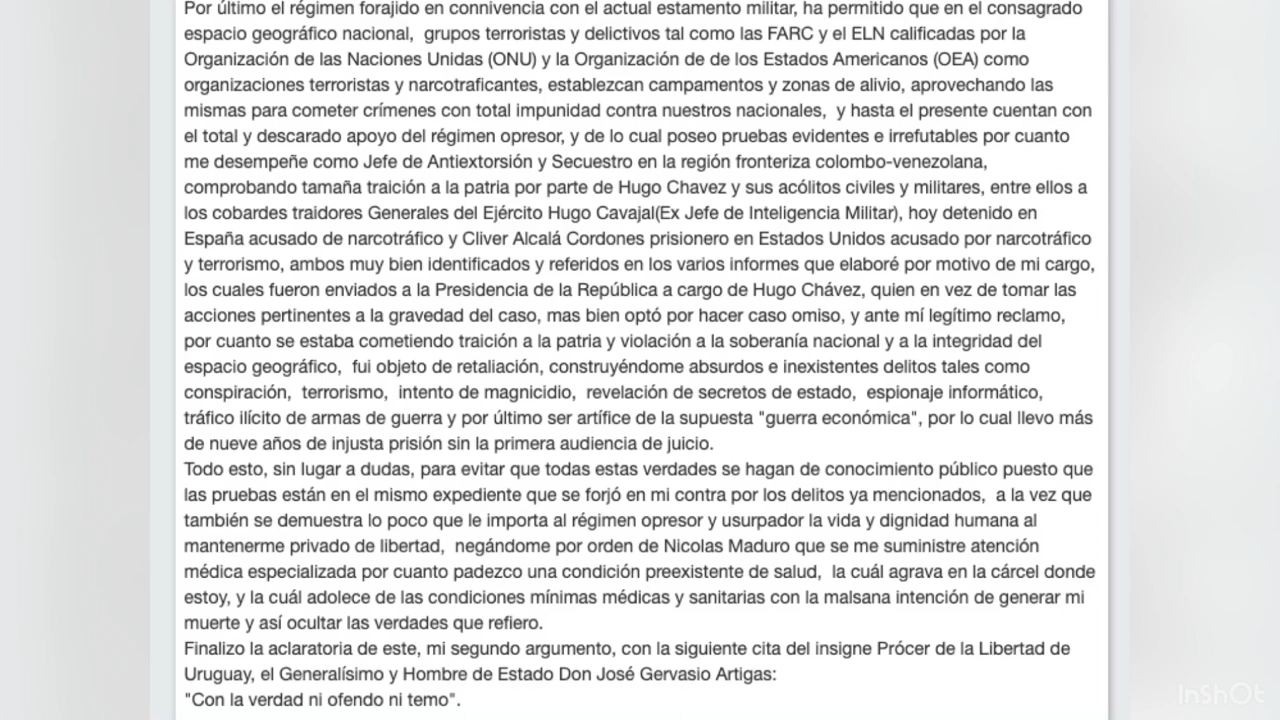 Por último el régimen forajido en connivencia con el actual estamento militar, ha permitido que en el consagrado
espacio geográfico nacional,  grupos terroristas y delictivos tal como las FARC y el ELN calificadas por la
Organización de las Naciones Unidas (ONU) y la Organización de de los Estados Americanos (OEA) como
organizaciones terroristas y narcotraficantes, establezcan campamentos y zonas de alivio, aprovechando las
mismas para cometer crímenes con total impunidad contra nuestros nacionales,  y hasta el presente cuentan con
el total y descarado apoyo del régimen opresor, y de lo cual poseo pruebas evidentes e irrefutables por cuanto
me desempeñe como Jefe de Antiextorsión y Secuestro en la región fronteriza colombo-venezolana,
comprobando tamaña traición a la patria por parte de Hugo Chavez y sus acólitos civiles y militares, entre ellos a
los cobardes traidores Generales del Ejército Hugo Cavajal(Ex Jefe de Inteligencia Militar), hoy detenido en
España acusado de narcotráfico y Cliver Alcalá Cordones prisionero en Estados Unidos acusado por narcotráfico
y terrorismo, ambos muy bien identificados y referidos en los varios informes que elaboré por motivo de mi cargo,
los cuales fueron enviados a la Presidencia de la República a cargo de Hugo Chávez, quien en vez de tomar las
acciones pertinentes a la gravedad del caso, mas bien optó por hacer caso omiso, y ante mí legítimo reclamo,
por cuanto se estaba cometiendo traición a la patria y violación a la soberanía nacional y a la integridad del
espacio geográfico,  fui objeto de retaliación, construyéndome absurdos e inexistentes delitos tales como
conspiración,  terrorismo,  intento de magnicidio,  revelación de secretos de estado,  espionaje informático,
tráfico ilícito de armas de guerra y por último ser artífice de la supuesta "guerra económica", por lo cual llevo más
de nueve años de injusta prisión sin la primera audiencia de juicio.
Todo esto, sin lugar a dudas, para evitar que todas estas verdades se hagan de conocimiento público puesto que
las pruebas están en el mismo expediente que se forjó en mi contra por los delitos ya mencionados,  a la vez que
también se demuestra lo poco que le importa al régimen opresor y usurpador la vida y dignidad humana al
mantenerme privado de libertad,  negándome por orden de Nicolas Maduro que se me suministre atención
médica especializada por cuanto padezco una condición preexistente de salud,  la cuál agrava en la cárcel donde
estoy, y la cuál adolece de las condiciones mínimas médicas y sanitarias con la malsana intención de generar mi
muerte y así ocultar las verdades que refiero.
Finalizo la aclaratoria de este, mi segundo argumento, con la siguiente cita del insigne Prócer de la Libertad de
Uruguay, el Generalísimo y Hombre de Estado Don José Gervasio Artigas:
"Con la verdad ni ofendo ni temo".
InShOt